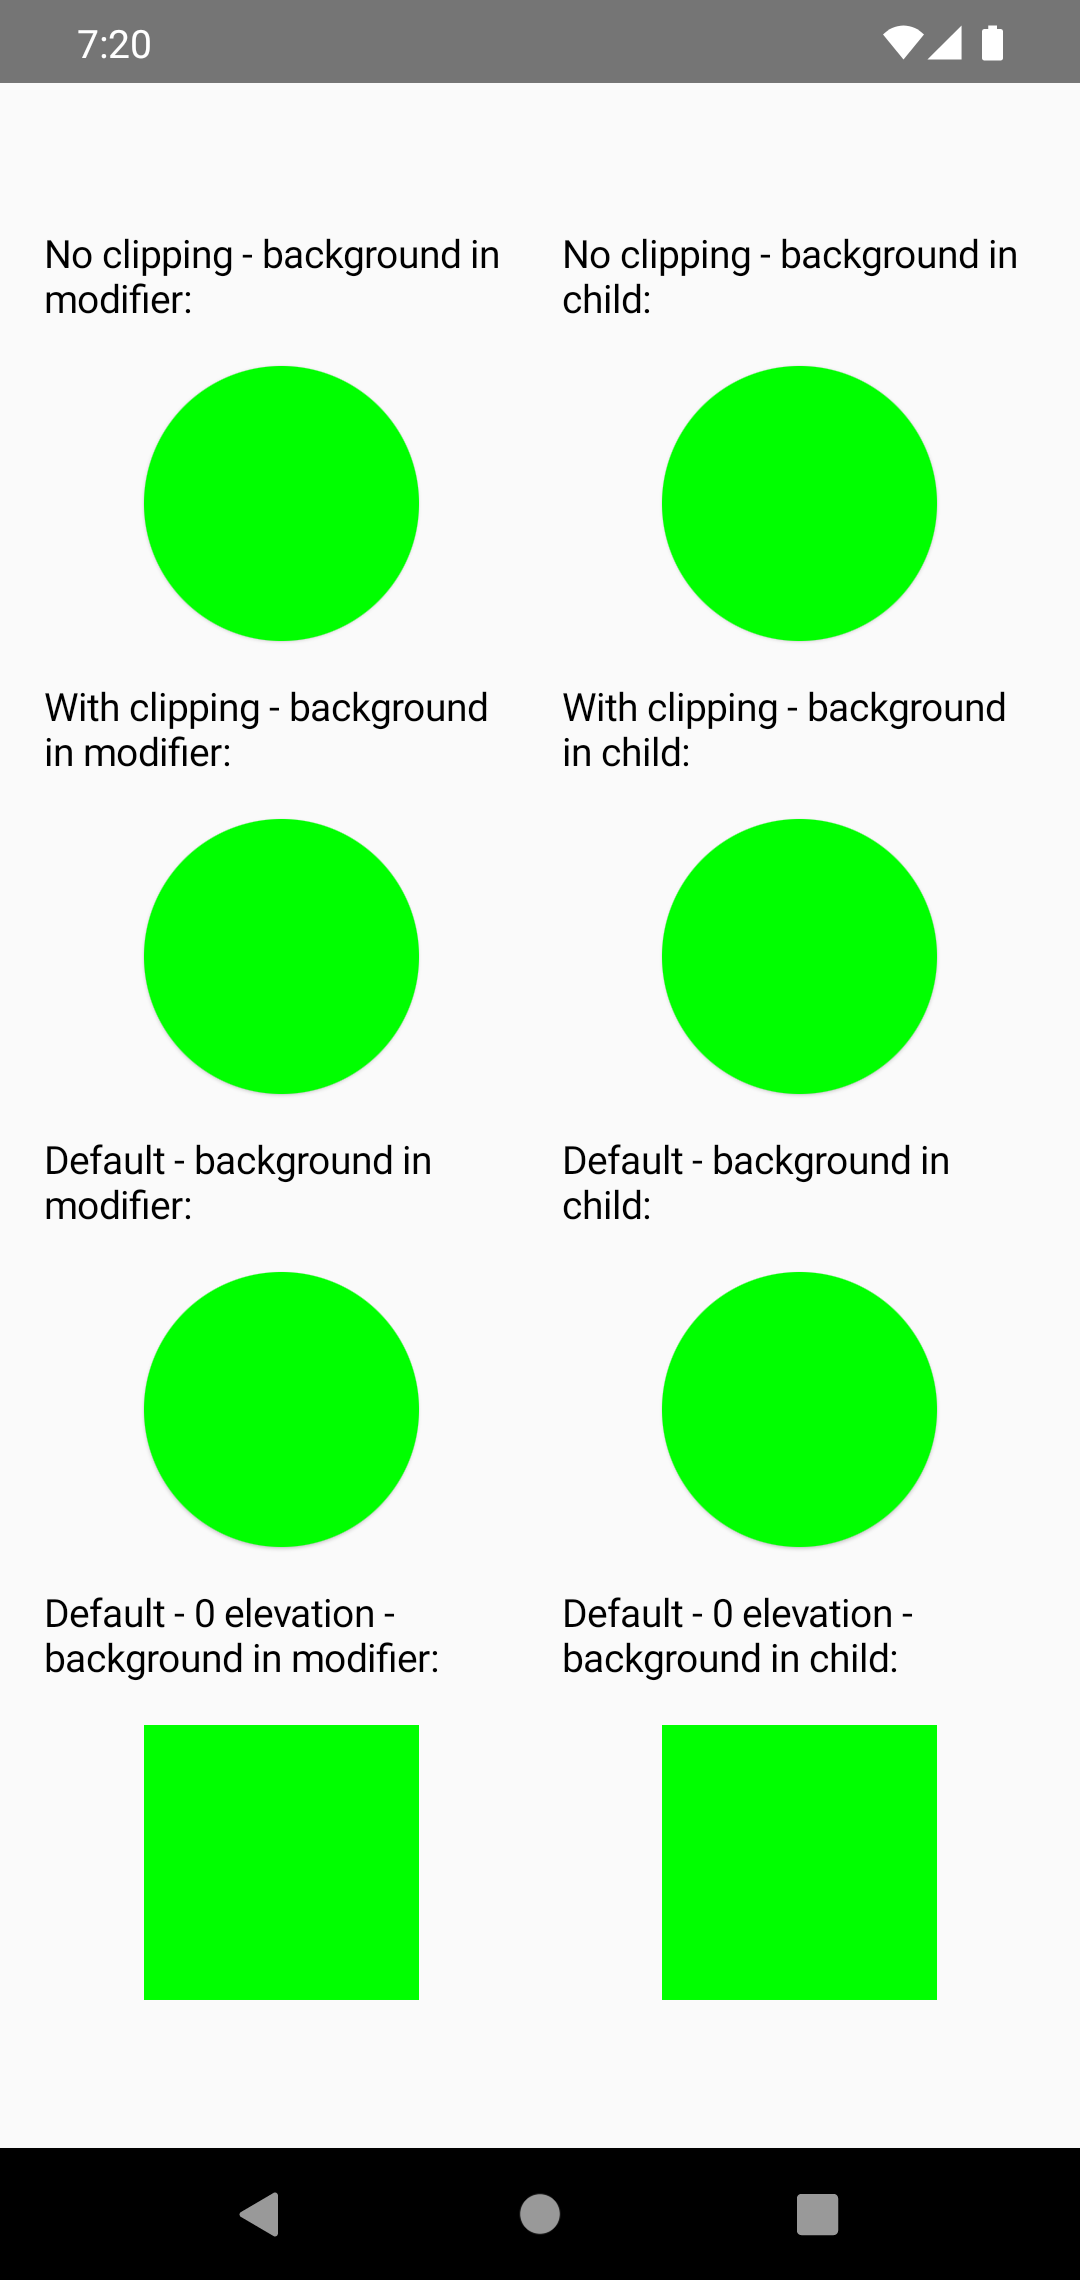 7:20
No clipping - background in
modifier:
No clipping - background in
child:
With clipping - background
in modifier:
With clipping - background
in child:
Default - background in
modifier:
Default - background in
child:
Default - 0 elevation -
background in modifier:
Default - 0 elevation -
background in child: